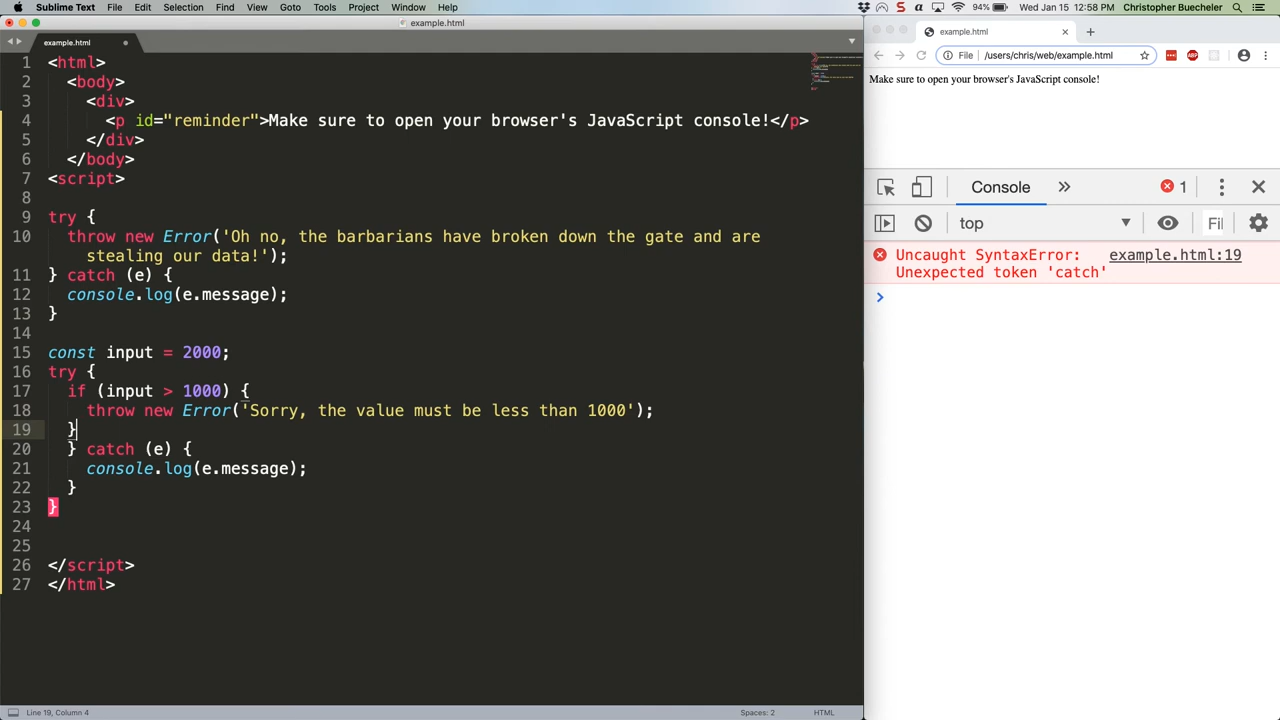 Sublime Text File Edit Selection Find View Goto Tools Project Window Help 94% Wed Jan 15 12:58 PM Christopher Buecheler
example.html
example.html
1 <html>
2 <body>
3 <div>
4 <p id="reminder">Make sure to open your browser's JavaScript console!</p>
5 </div>
6 </body>
7 <script>
8
9 try {
10 throw new Error('Oh no, the barbarians have broken down the gate and are
stealing our data!');
11 } catch (e) {
12 console.log(e.message);
13 }
14
15 const input = 2000;
16 try {
17 if (input > 1000) {
18 throw new Error('Sorry, the value must be less than 1000');
19 }
20 } catch (e) {
21 console.log(e.message);
22 }
23 }
24
25
26 </script>
27 </html>
Line 19, Column 4 Spaces: 2 HTML
example.html
File /users/chris/web/example.html
ABP
Make sure to open your browser's JavaScript console!
Console 1
top Fil
Uncaught SyntaxError: example.html:19
Unexpected token 'catch'